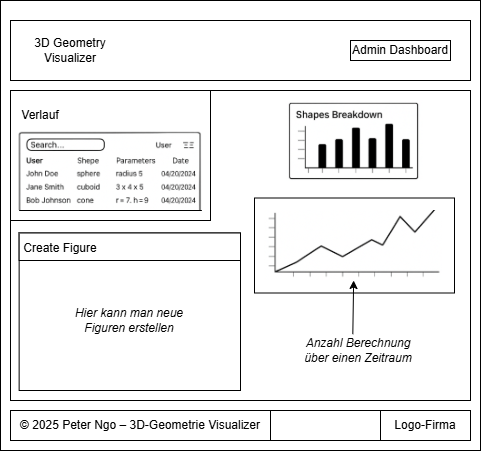 3D Geometry
Visualizer
Admin Dashboard
Verlauf
Search...
User
User Shepe Parameters Date
John Doe sphere radius 5 04/20/2024
Jane Smith cuboid 3 x 4 x 5 04/20/2024
Bob Johnson cone r = 7. h = 9 04/20/2024
Shapes Breakdown
Create Figure
Hier kann man neue
Figuren erstellen
Anzahl Berechnung
über einen Zeitraum
© 2025 Peter Ngo – 3D-Geometrie Visualizer
Logo-Firma